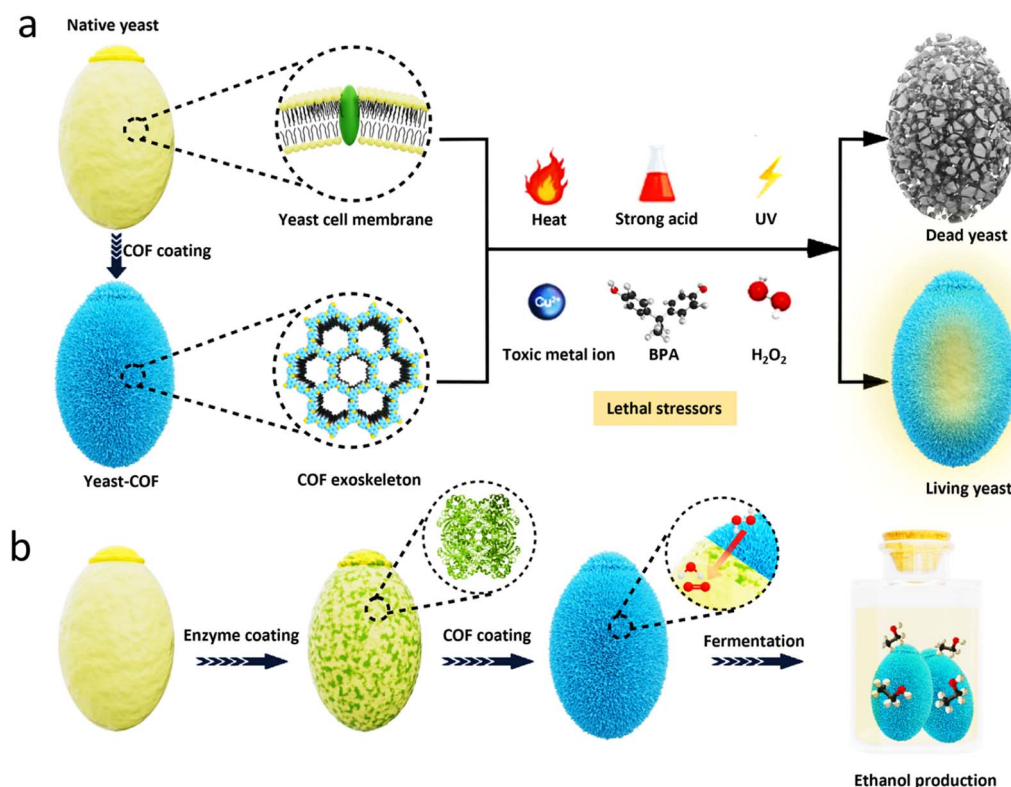 a
Native yeast
Yeast cell membrane
COF coating
Heat
Strong acid
UV
Dead yeast
Cu²⁺
Toxic metal ion
BPA
H₂O₂
Lethal stressors
Yeast-COF
COF exoskeleton
Living yeast
b
Enzyme coating
COF coating
Fermentation
Ethanol production